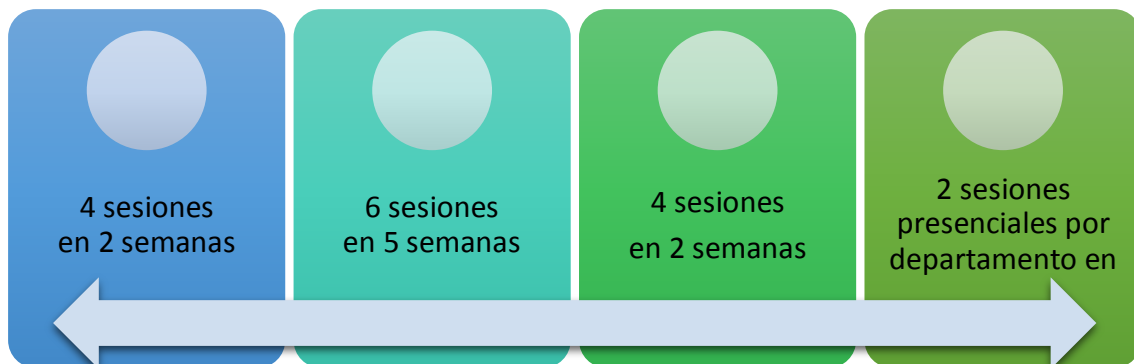 4 sesiones
en 2 semanas
6 sesiones
en 5 semanas
4 sesiones
en 2 semanas
2 sesiones
presenciales por
departamento en